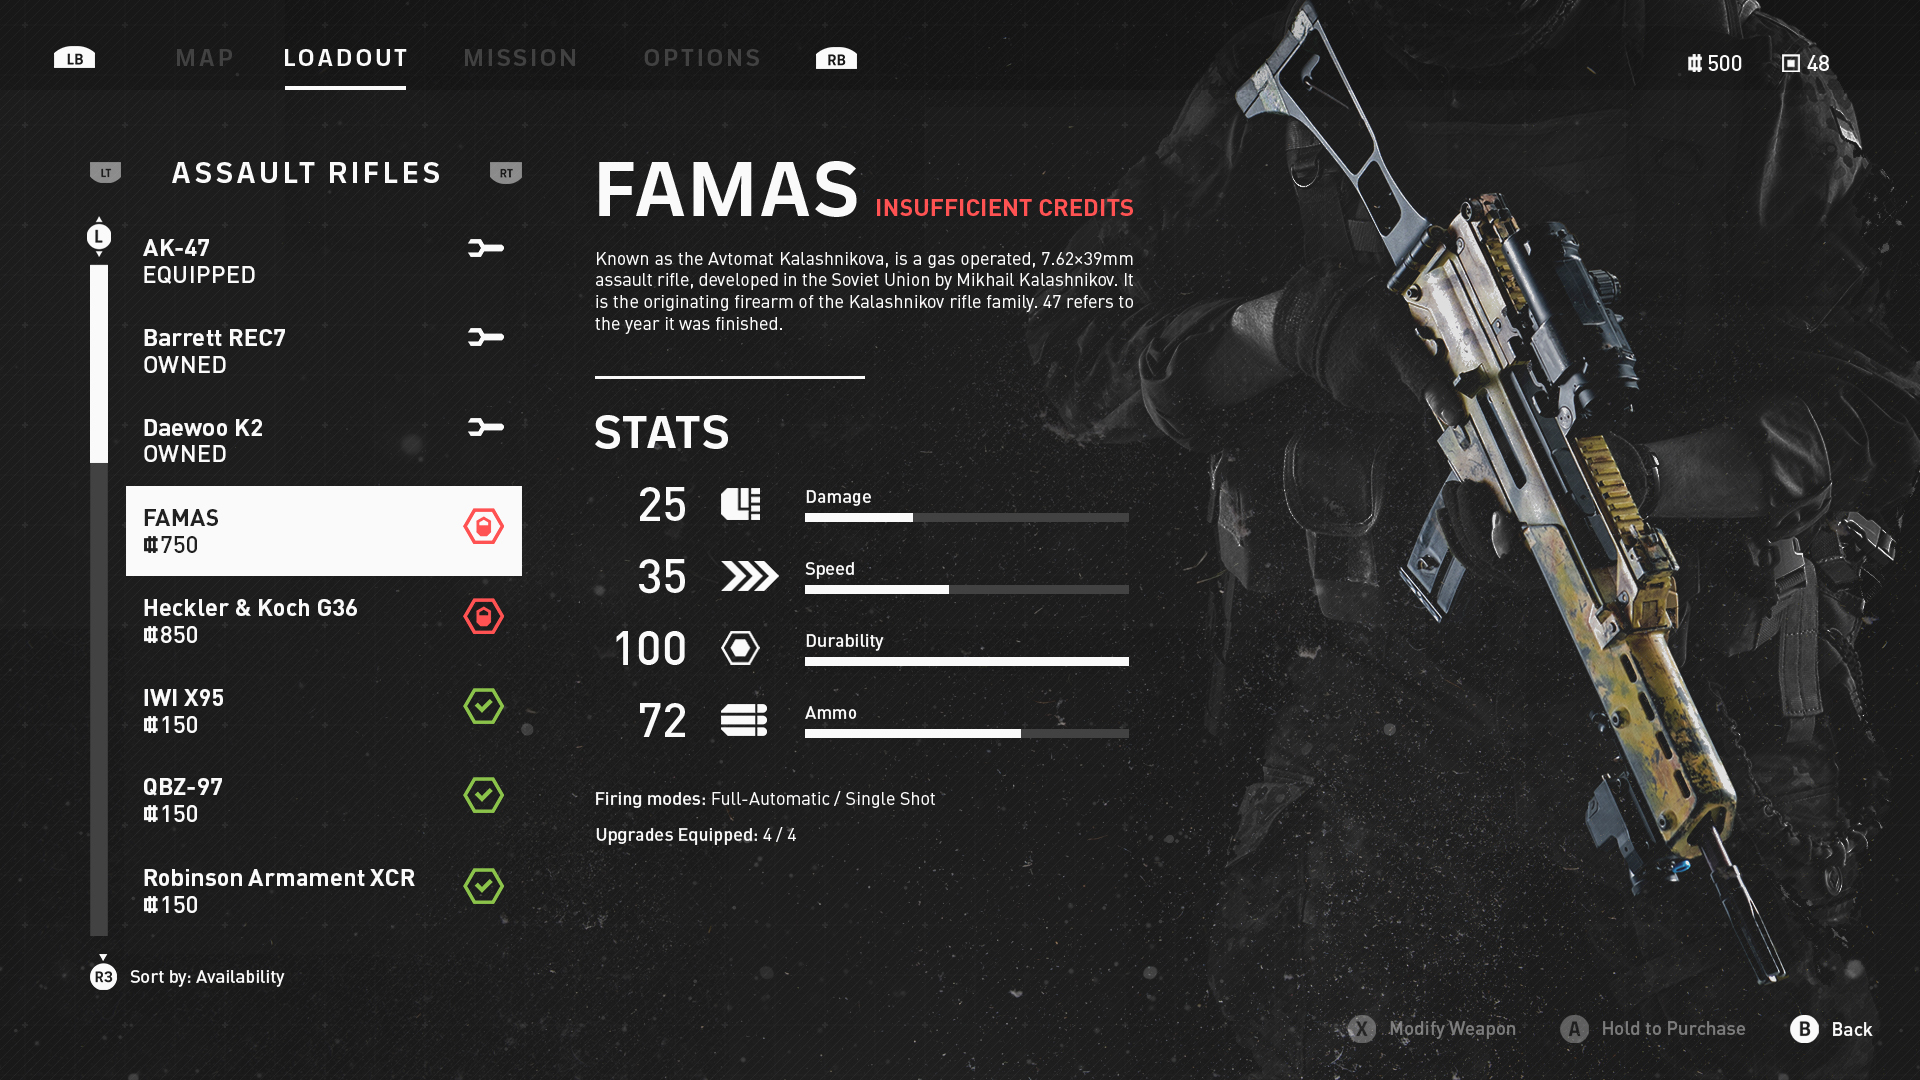 LB MAP LOADOUT MISSION OPTIONS RB
500 48
LT ASSAULT RIFLES RT
L
AK-47
EQUIPPED
Barrett REC7
OWNED
Daewoo K2
OWNED
FAMAS
750
Heckler & Koch G36
850
IWI X95
150
QBZ-97
150
Robinson Armament XCR
150
R3 Sort by: Availability
FAMAS INSUFFICIENT CREDITS
Known as the Avtomat Kalashnikova, is a gas operated, 7.62×39mm
assault rifle, developed in the Soviet Union by Mikhail Kalashnikov. It
is the originating firearm of the Kalashnikov rifle family. 47 refers to
the year it was finished.
STATS
25 Damage
35 Speed
100 Durability
72 Ammo
Firing modes: Full-Automatic / Single Shot
Upgrades Equipped: 4 / 4
X Modify Weapon A Hold to Purchase B Back